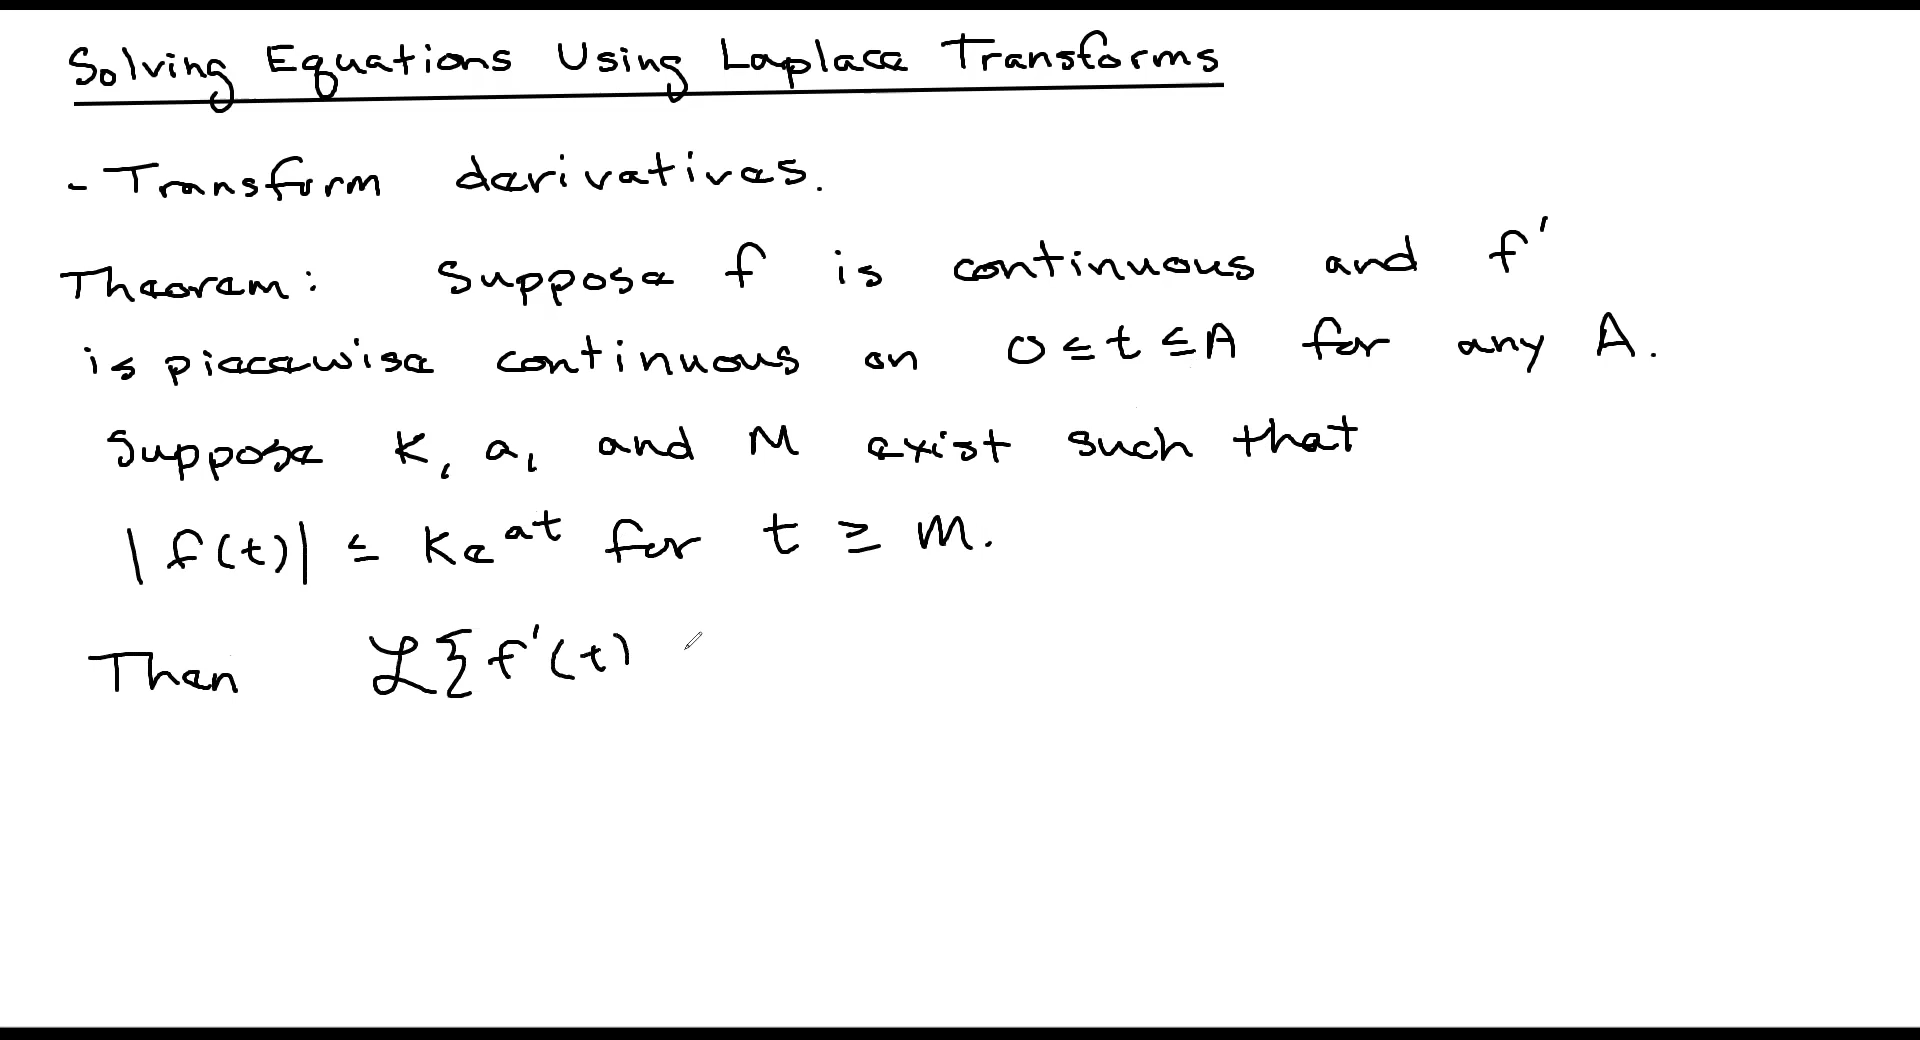 Solving Equations Using Laplace Transforms
- Transform derivatives.
Theorem: Suppose f is continuous and f'
is piecewise continuous on 0 ≤ t ≤ A for any A.
Suppose K, a, and M exist such that
|f(t)| ≤ Ke^{at} for t ≥ M.
Then ℒ{f'(t)